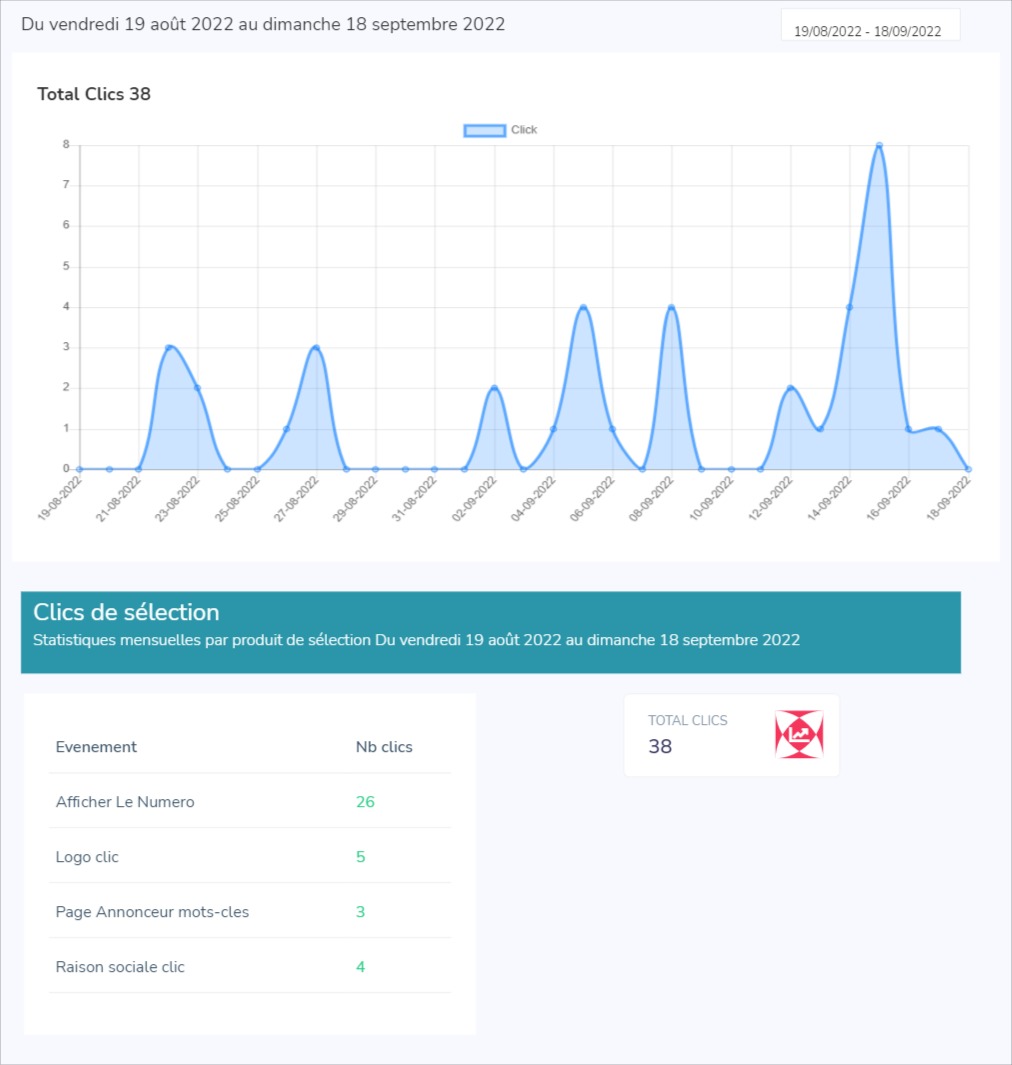 Du vendredi 19 août 2022 au dimanche 18 septembre 2022
19/08/2022 - 18/09/2022
Total Clics 38
Click
8
7
6
5
4
3
2
1
0
19-08-2022
21-08-2022
23-08-2022
25-08-2022
27-08-2022
29-08-2022
31-08-2022
02-09-2022
04-09-2022
06-09-2022
08-09-2022
10-09-2022
12-09-2022
14-09-2022
16-09-2022
18-09-2022
Clics de sélection
Statistiques mensuelles par produit de sélection Du vendredi 19 août 2022 au dimanche 18 septembre 2022
TOTAL CLICS
38
Evenement Nb clics
Afficher Le Numero 26
Logo clic 5
Page Annonceur mots-cles 3
Raison sociale clic 4